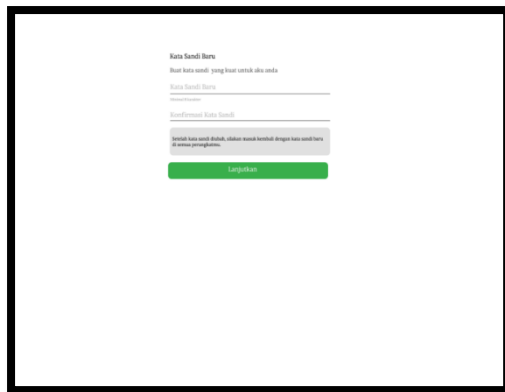 Kata Sandi Baru
Buat kata sandi yang kuat untuk aku anda
Kata Sandi Baru
Konfirmasi Kata Sandi
Setelah kata sandi diubah, silakan masuk kembali dengan kata sandi baru
di semua perangkatmu.
Lanjutkan